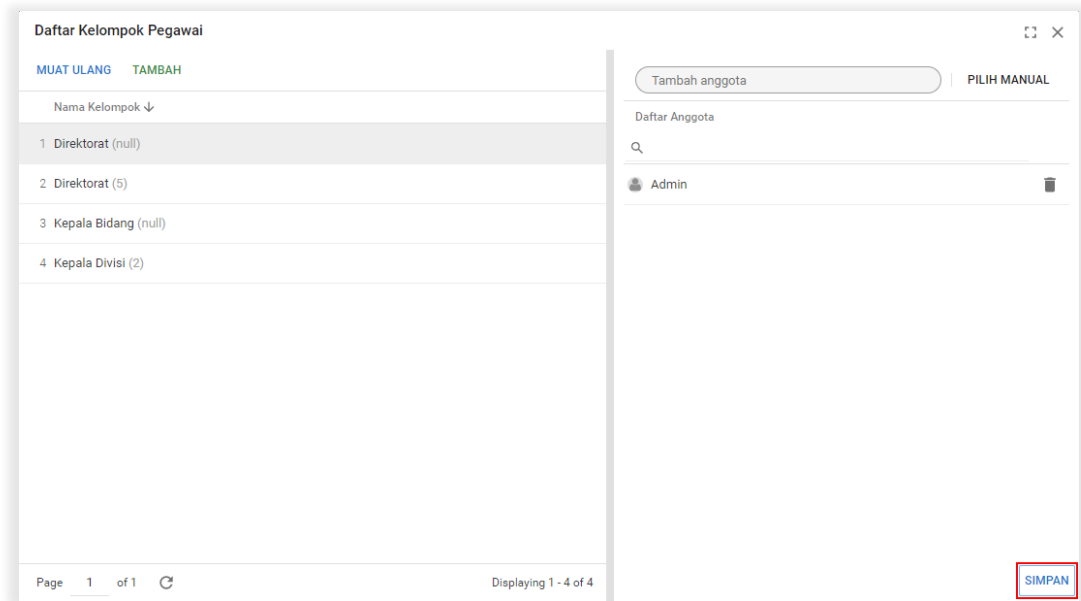 Daftar Kelompok Pegawai
MUAT ULANG TAMBAH
Nama Kelompok
1 Direktorat (null)
2 Direktorat (5)
3 Kepala Bidang (null)
4 Kepala Divisi (2)
Page 1 of 1
Displaying 1 - 4 of 4
Tambah anggota
PILIH MANUAL
Daftar Anggota
Admin
SIMPAN